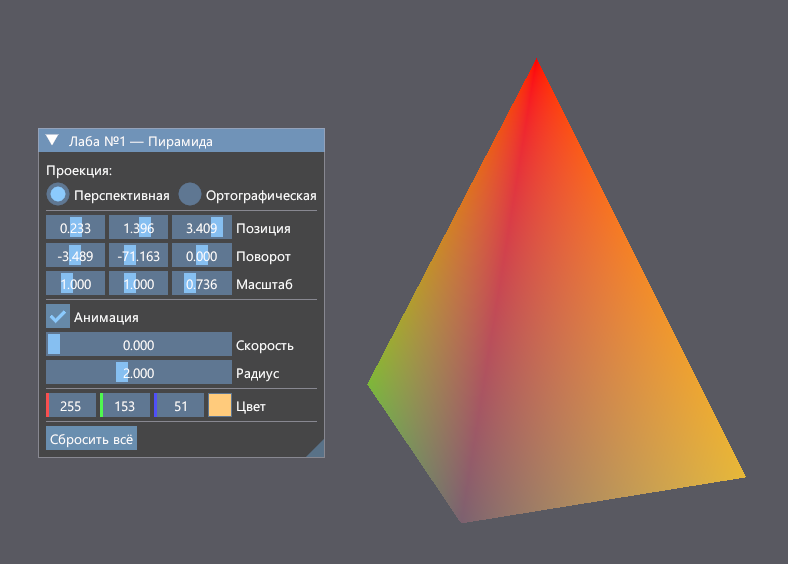 Лаба №1 — Пирамида
Проекция:
Перспективная Ортографическая
0.233 1.396 3.409 Позиция
-3.489 -71.163 0.000 Поворот
1.000 1.000 0.736 Масштаб
Анимация
0.000 Скорость
2.000 Радиус
255 153 51 Цвет
Сбросить всё